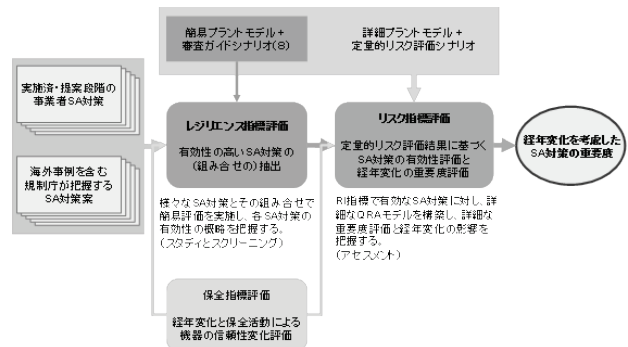 簡易プラントモデル＋
審査ガイドシナリオ(8)
詳細プラントモデル＋
定量的リスク評価シナリオ
実施済・提案段階の
事業者SA対策
海外事例を含む
規制庁が把握する
SA対策案
レジリエンス指標評価
有効性の高いSA対策の
(組み合せの)抽出
リスク指標評価
定量的リスク評価結果に基づく
SA対策の有効性評価と
経年変化の重要度評価
経年変化を考慮した
SA対策の重要度
様々なSA対策とその組み合せで
簡易評価を実施し、各SA対策の
有効性の概略を把握する。
(スタディとスクリーニング)
RI指標で有効なSA対策に対し、詳
細なQRAモデルを構築し、詳細な
重要度評価と経年変化の影響を
把握する。
(アセスメント)
保全指標評価
経年変化と保全活動による
機器の信頼性変化評価